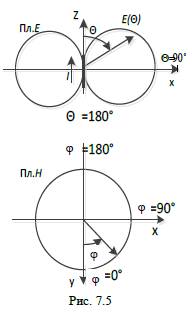 Z
Пл.E
Θ
E(Θ)
Θ=90°
I
x
Θ =180°
φ =180°
Пл.H
φ =90°
x
φ
y
φ =0°
Рис. 7.5